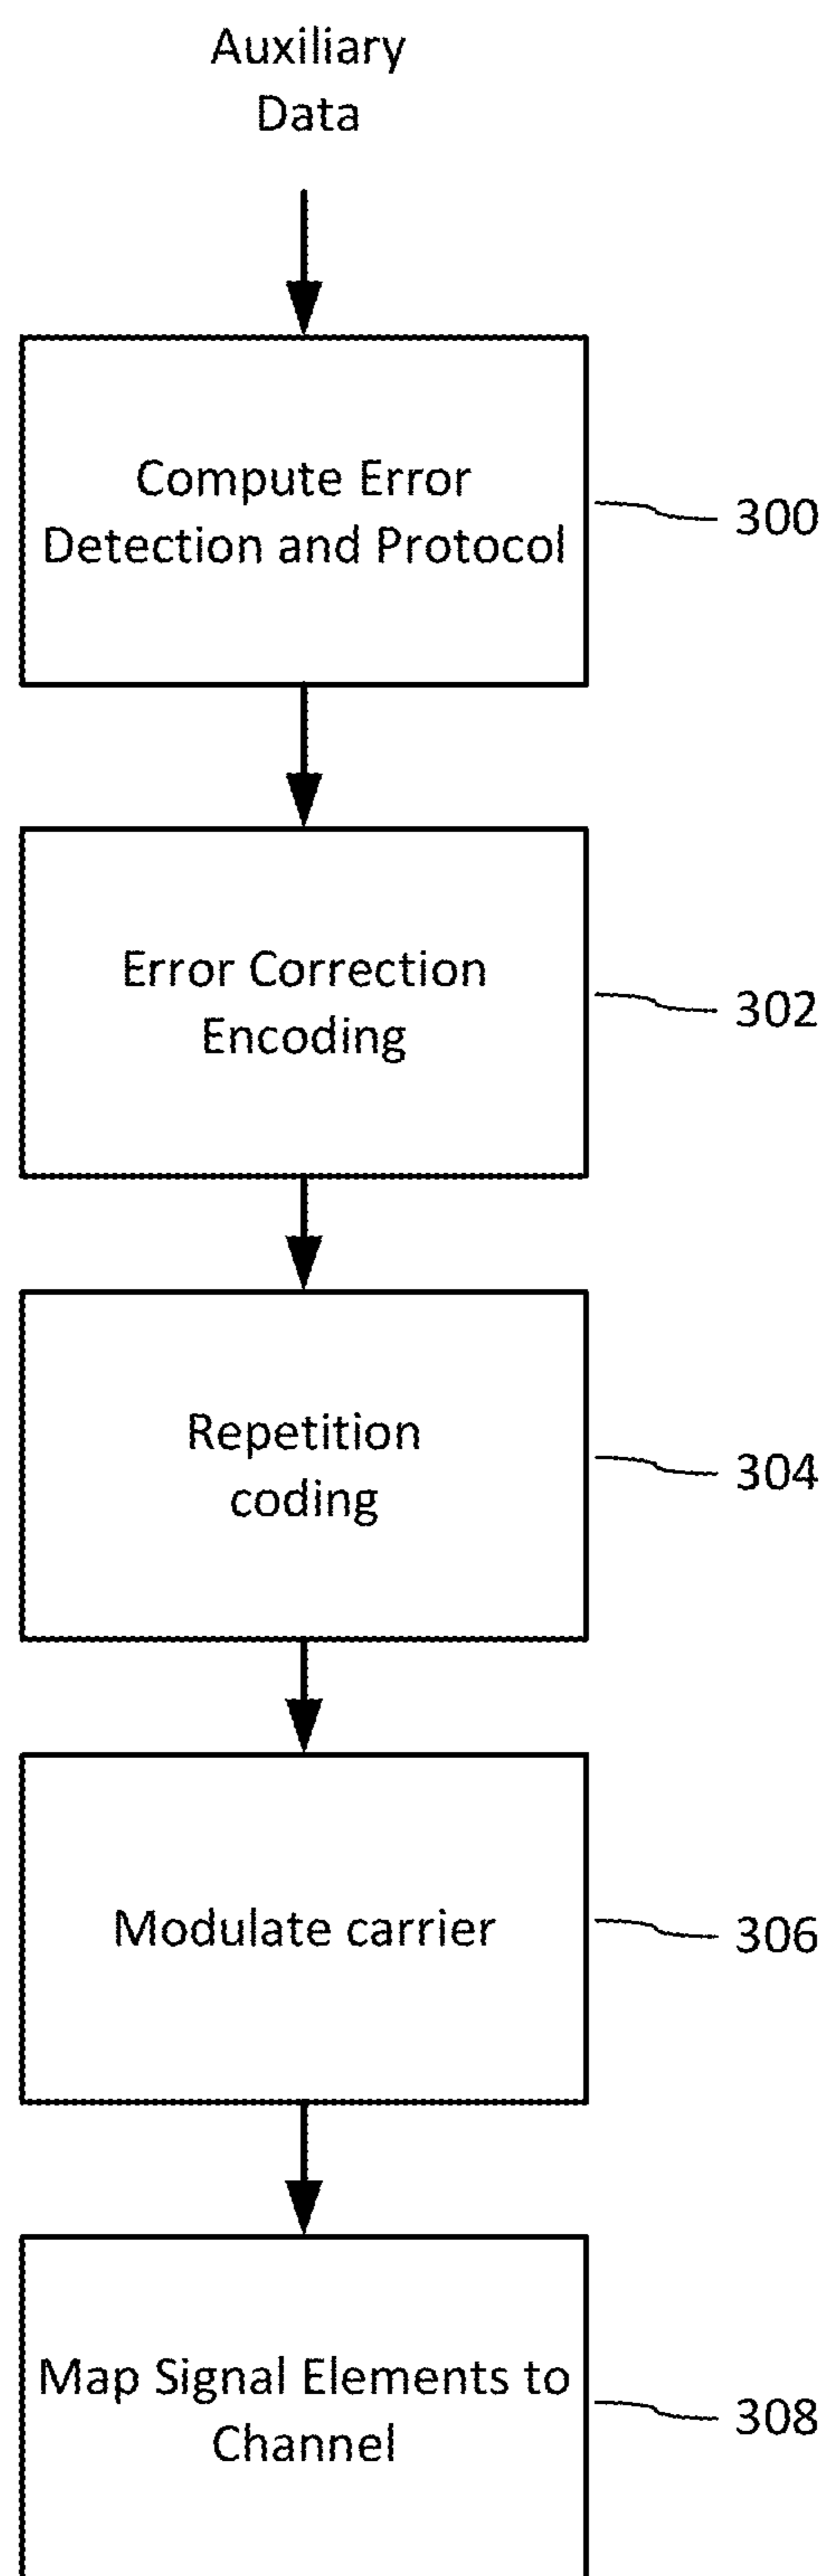 Auxiliary
Data
Compute Error
Detection and Protocol
300
Error Correction
Encoding
302
Repetition
coding
304
Modulate carrier
306
Map Signal Elements to
Channel
308